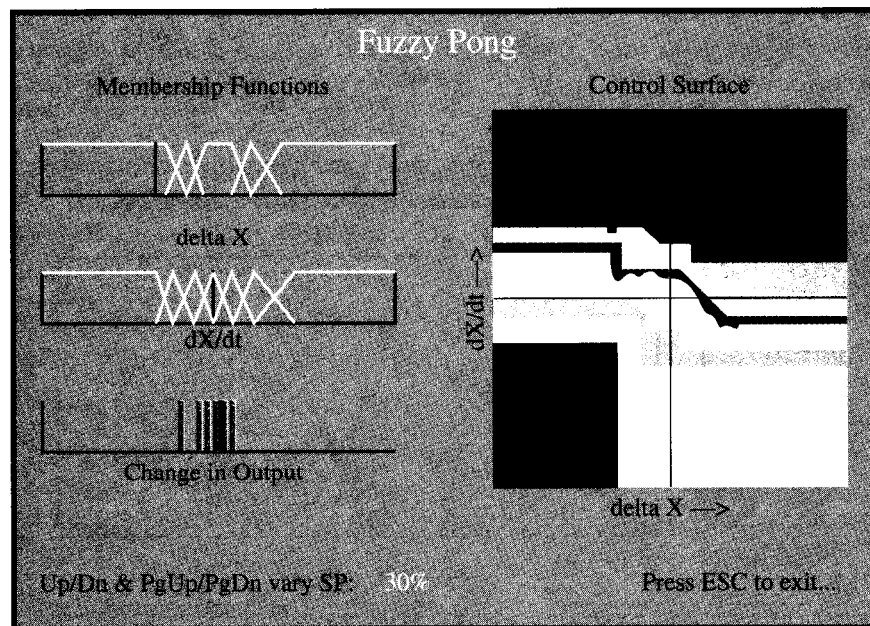 Fuzzy Pong
Membership Functions
Control Surface
delta X
dX/dt
Change in Output
dX/dt —>
delta X —>
Up/Dn & PgUp/PgDn vary SP: 30%
Press ESC to exit...